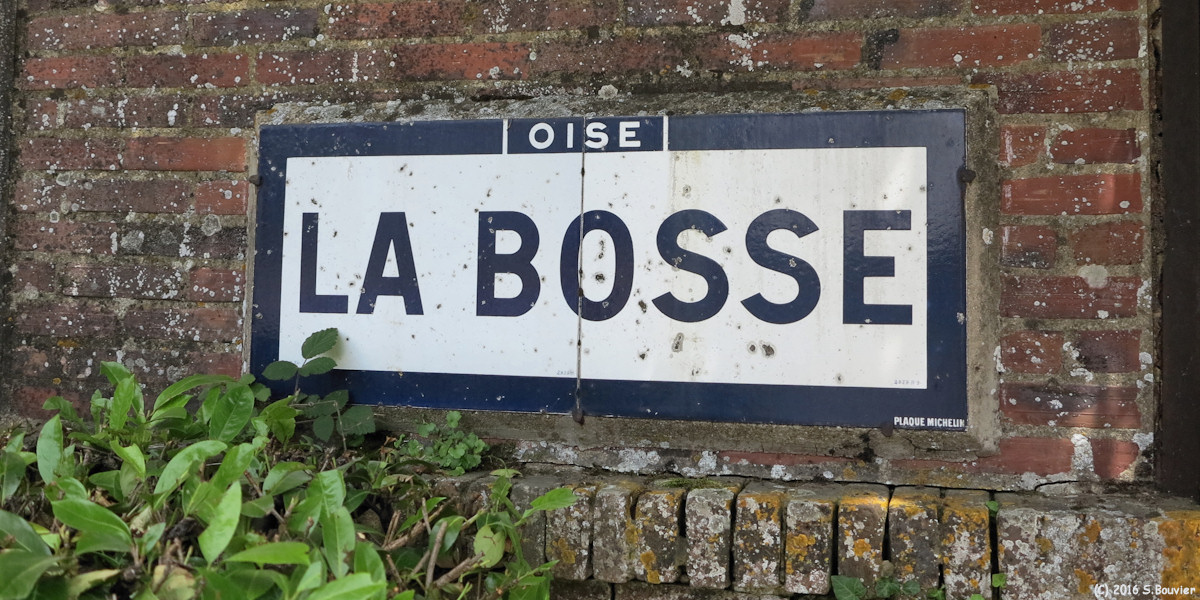 OISE
LA BOSSE
PLAQUE MICHELIN
(C) 2016 S.Bouvier